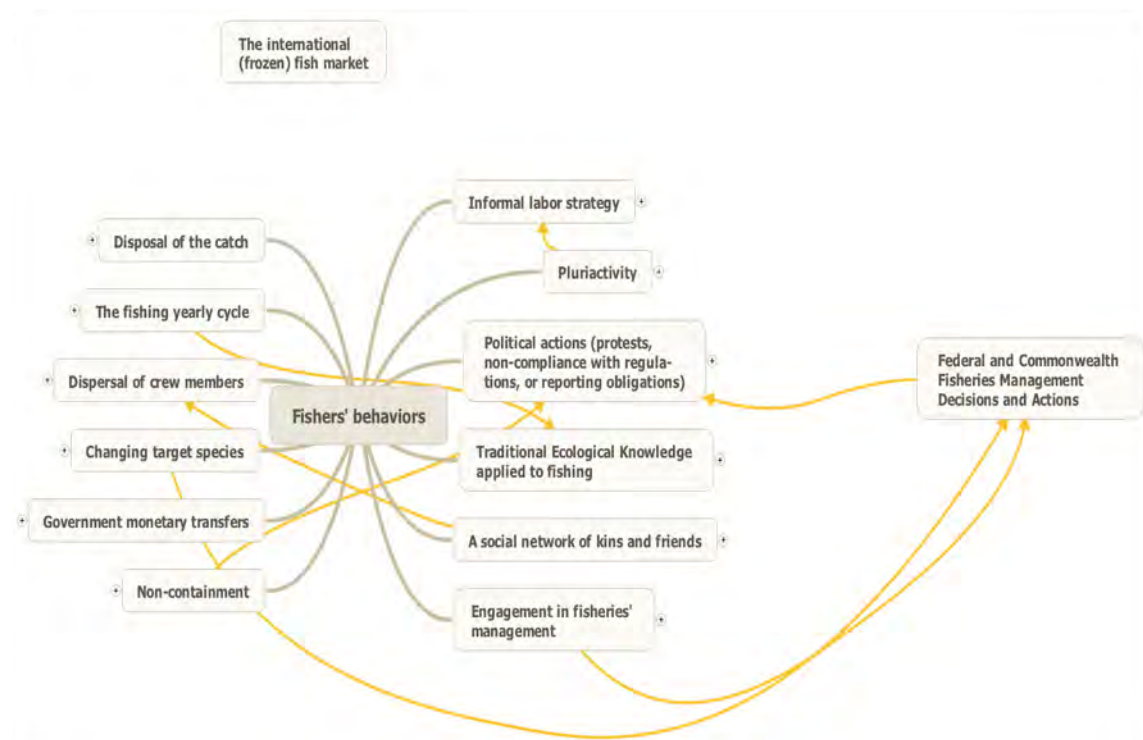 The international
(frozen) fish market
Informal labor strategy
Disposal of the catch
Pluriactivity
The fishing yearly cycle
Political actions (protests,
non-compliance with regula-
tions, or reporting obligations)
Federal and Commonwealth
Fisheries Management
Decisions and Actions
Dispersal of crew members
Fishers' behaviors
Changing target species
Traditional Ecological Knowledge
applied to fishing
Government monetary transfers
A social network of kins and friends
Non-containment
Engagement in fisheries'
management